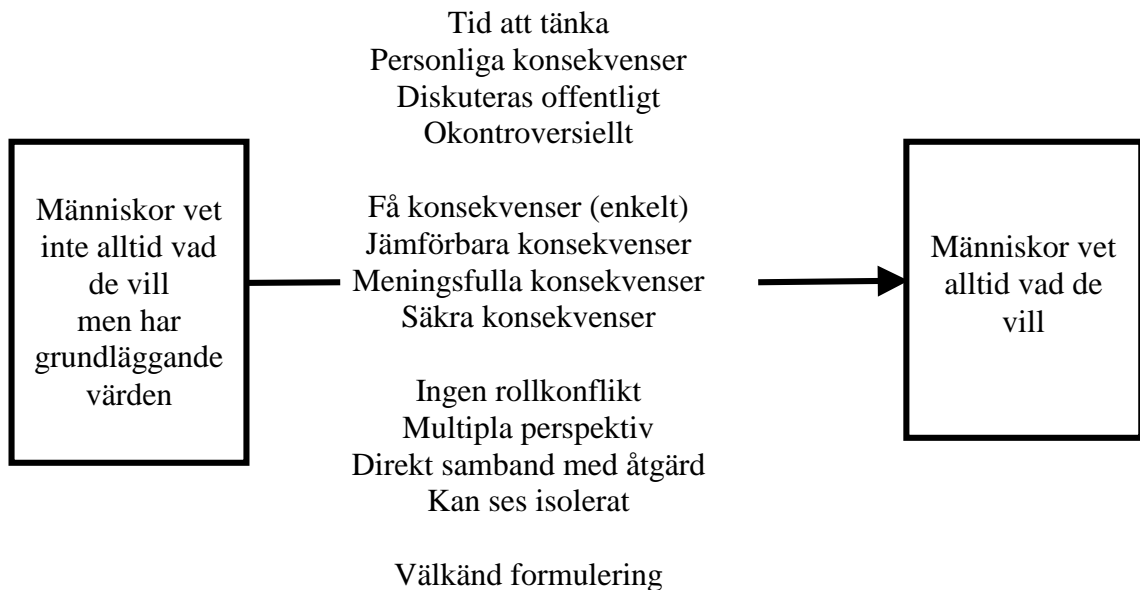 Tid att tänka
Personliga konsekvenser
Diskuteras offentligt
Okontroversiellt
Människor vet
inte alltid vad
de vill
men har
grundläggande
värden
Få konsekvenser (enkelt)
Jämförbara konsekvenser
Meningsfulla konsekvenser
Säkra konsekvenser
Ingen rollkonflikt
Multipla perspektiv
Direkt samband med åtgärd
Kan ses isolerat
Välkänd formulering
Människor vet
alltid vad de
vill